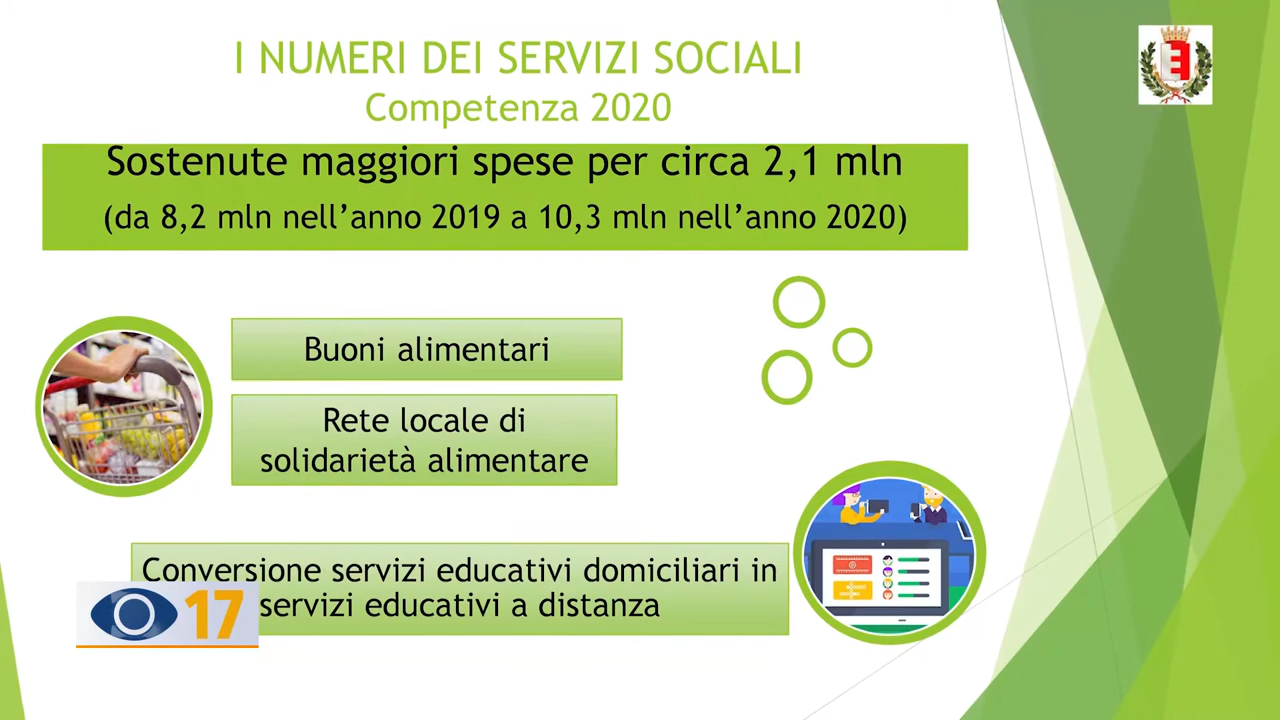 I NUMERI DEI SERVIZI SOCIALI
Competenza 2020
Sostenute maggiori spese per circa 2,1 mln
(da 8,2 mln nell’anno 2019 a 10,3 mln nell’anno 2020)
Buoni alimentari
Rete locale di
solidarietà alimentare
Conversione servizi educativi domiciliari in
servizi educativi a distanza
17